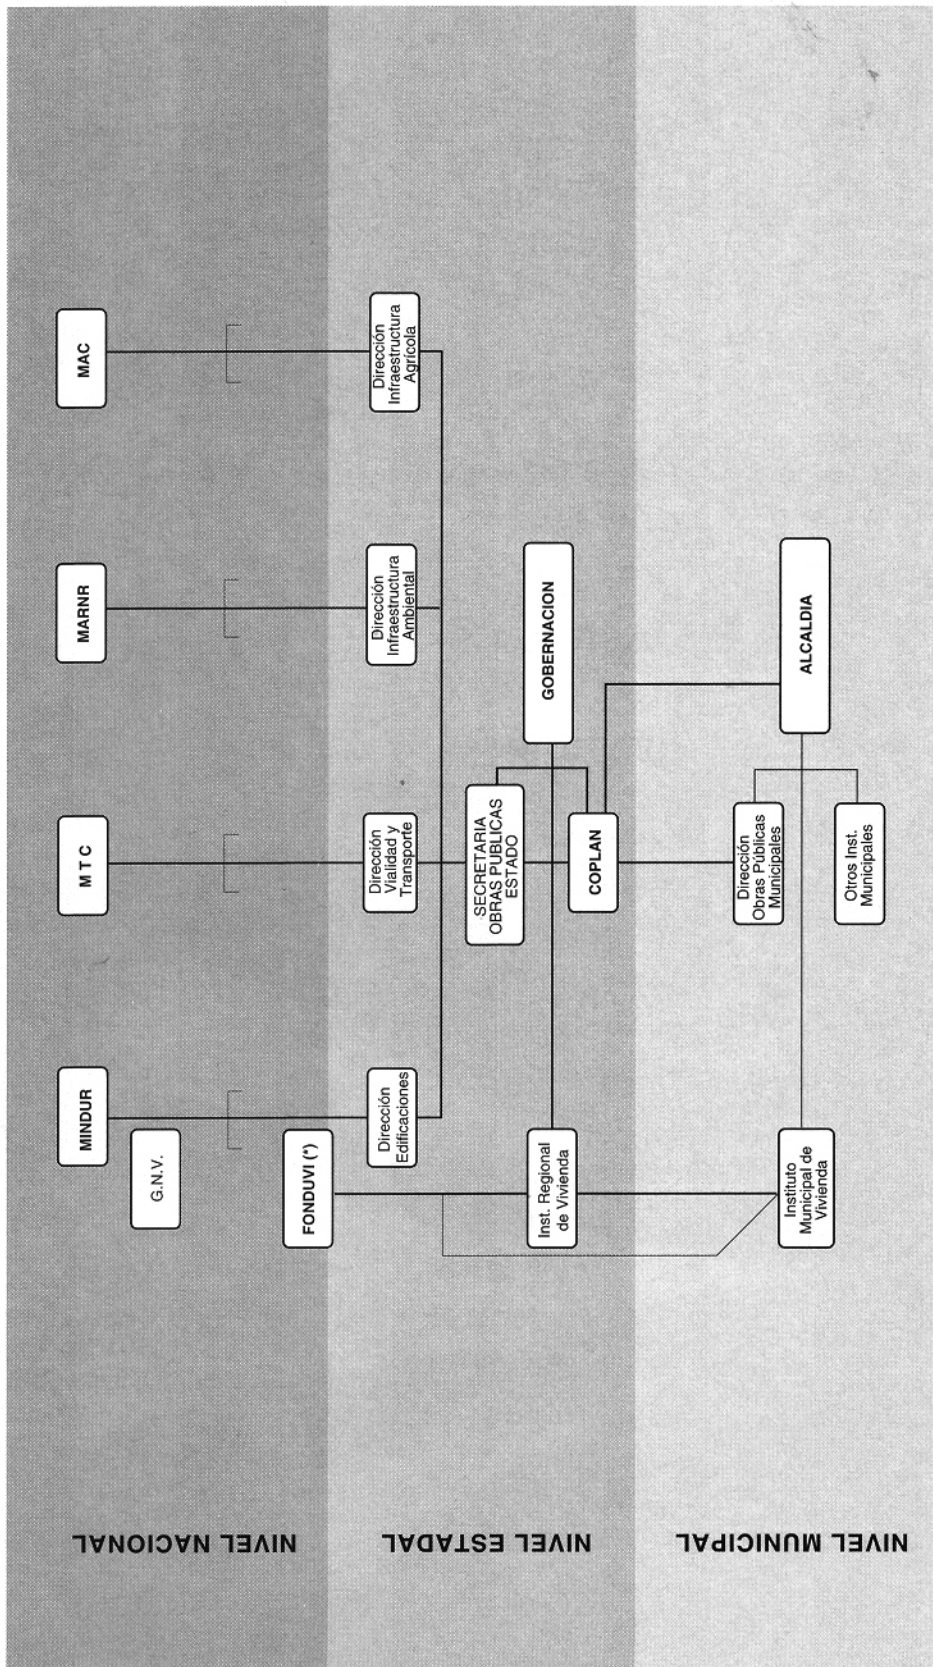 NIVEL NACIONAL
MINDUR
M T C
MARNR
MAC
G.N.V.
FONDUVI (*)
NIVEL ESTADAL
Dirección
Edificaciones
Dirección
Vialidad y
Transporte
Dirección
Infraestructura
Ambiental
Dirección
Infraestructura
Agrícola
SECRETARIA
OBRAS PUBLICAS
ESTADO
GOBERNACION
Inst. Regional
de Vivienda
COPLAN
NIVEL MUNICIPAL
Dirección
Obras Públicas
Municipales
ALCALDIA
Instituto
Municipal de
Vivienda
Otros Inst.
Municipales